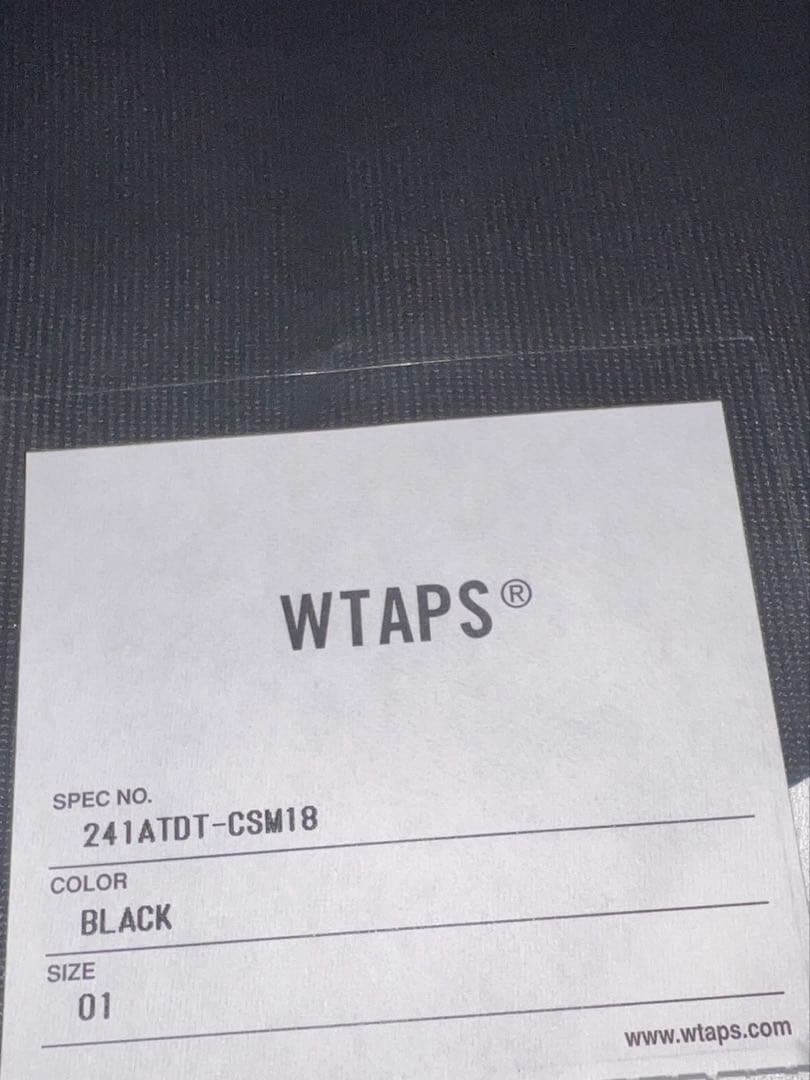 WTAPS®
SPEC NO.
241ATDT-CSM18
COLOR
BLACK
SIZE
01
www.wtaps.com